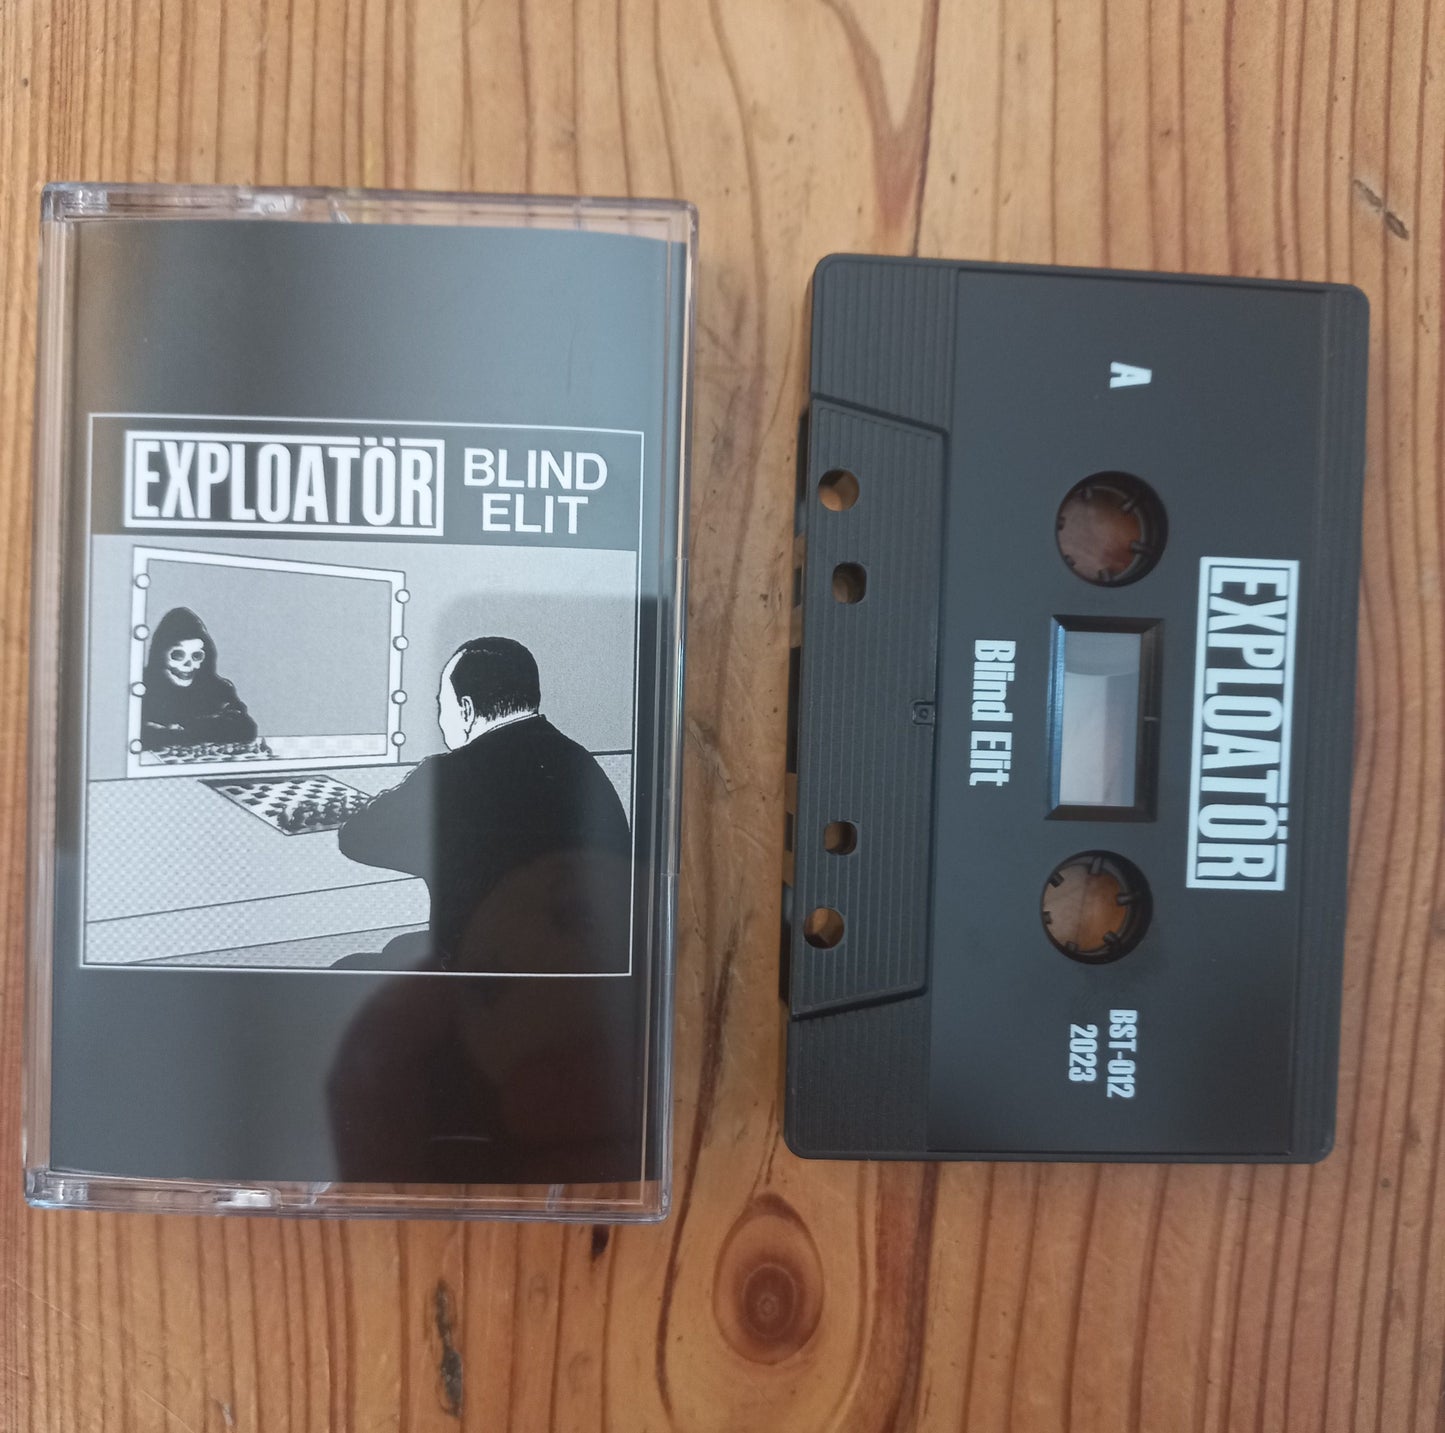 EXPLOATÖR
BLIND
ELIT
A
EXPLOATÖR
Blind Elit
BST-012
2023